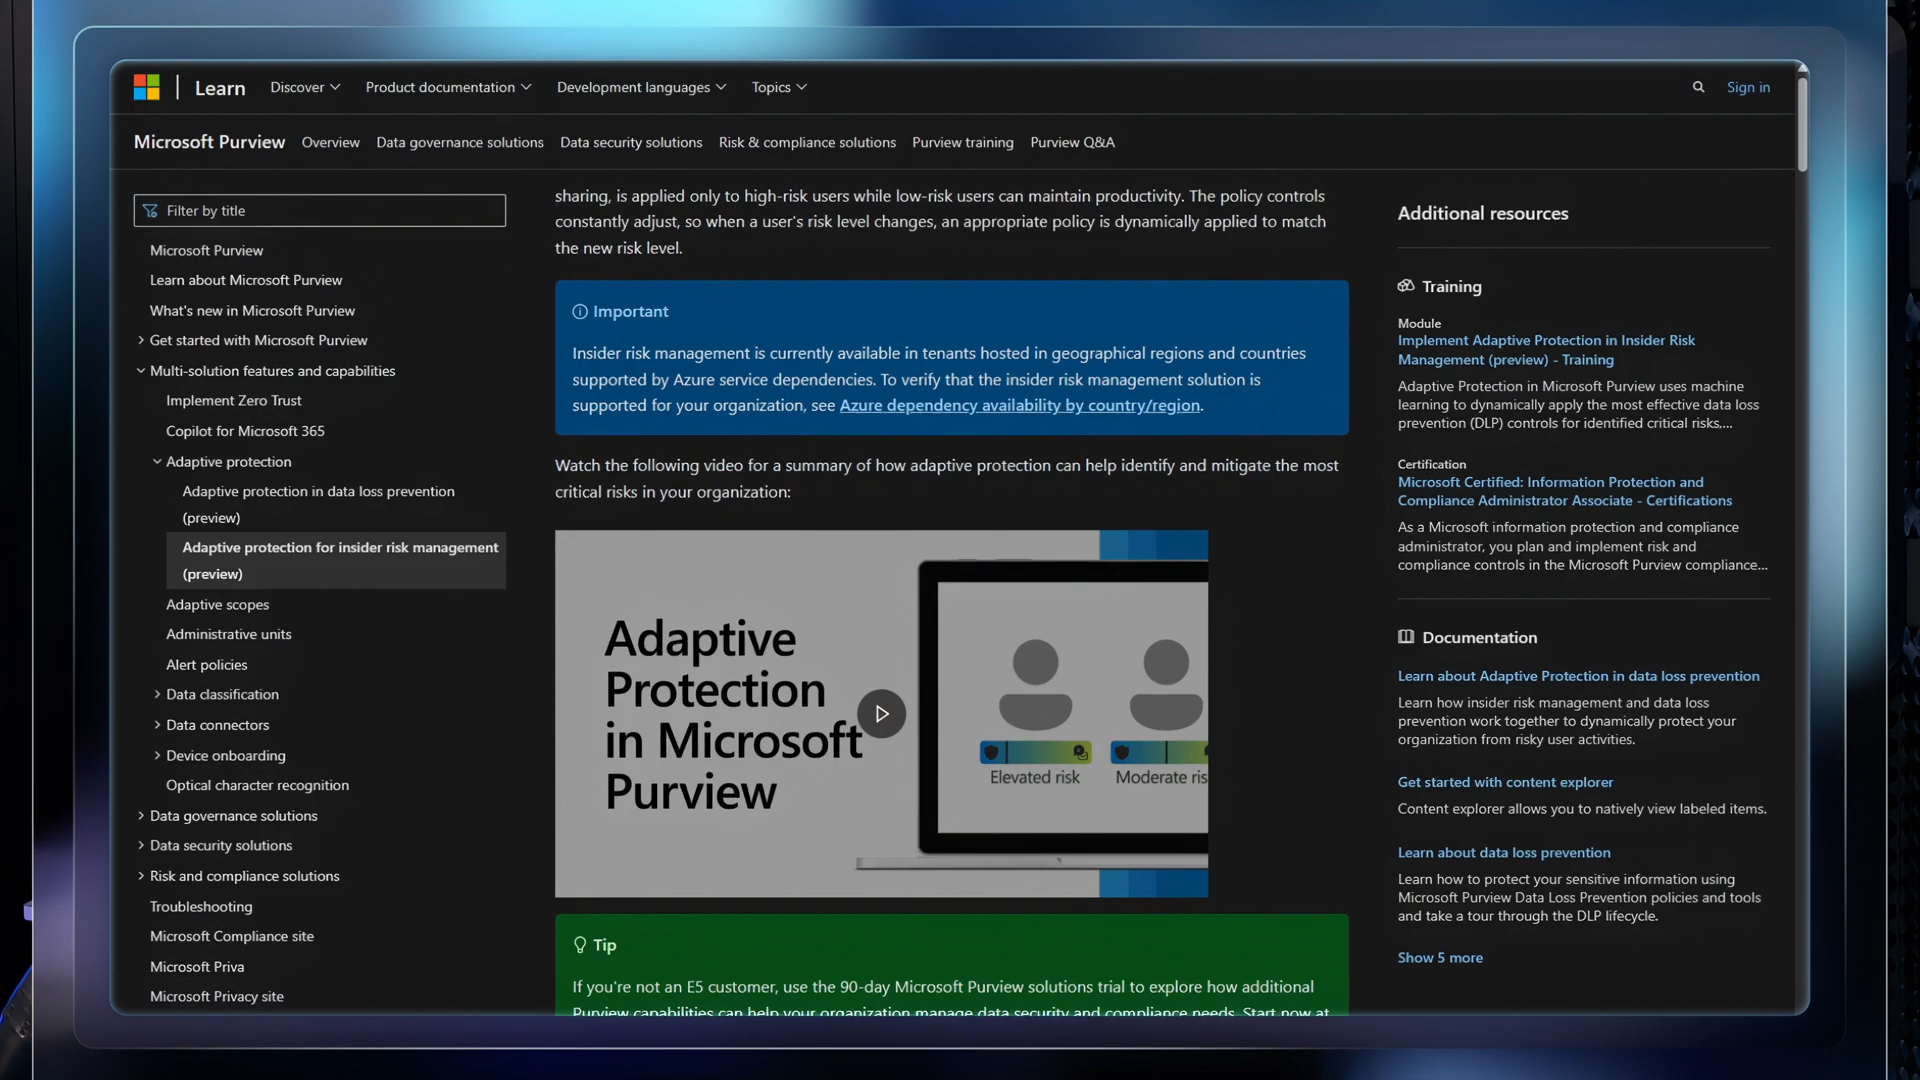 Learn
Discover
Product documentation
Development languages
Topics
Sign in
Microsoft Purview
Overview
Data governance solutions
Data security solutions
Risk & compliance solutions
Purview training
Purview Q&A
Filter by title
Microsoft Purview
Learn about Microsoft Purview
What's new in Microsoft Purview
Get started with Microsoft Purview
Multi-solution features and capabilities
Implement Zero Trust
Copilot for Microsoft 365
Adaptive protection
Adaptive protection in data loss prevention
(preview)
Adaptive protection for insider risk management
(preview)
Adaptive scopes
Administrative units
Alert policies
Data classification
Data connectors
Device onboarding
Optical character recognition
Data governance solutions
Data security solutions
Risk and compliance solutions
Troubleshooting
Microsoft Compliance site
Microsoft Priva
Microsoft Privacy site
sharing, is applied only to high-risk users while low-risk users can maintain productivity. The policy controls
constantly adjust, so when a user's risk level changes, an appropriate policy is dynamically applied to match
the new risk level.
Important
Insider risk management is currently available in tenants hosted in geographical regions and countries
supported by Azure service dependencies. To verify that the insider risk management solution is
supported for your organization, see Azure dependency availability by country/region.
Watch the following video for a summary of how adaptive protection can help identify and mitigate the most
critical risks in your organization:
Adaptive
Protection
in Microsoft
Purview
Elevated risk
Moderate ris
Tip
If you're not an E5 customer, use the 90-day Microsoft Purview solutions trial to explore how additional
Purview capabilities can help your organization manage data security and compliance needs. Start now at
Additional resources
Training
Module
Implement Adaptive Protection in Insider Risk
Management (preview) - Training
Adaptive Protection in Microsoft Purview uses machine
learning to dynamically apply the most effective data loss
prevention (DLP) controls for identified critical risks,...
Certification
Microsoft Certified: Information Protection and
Compliance Administrator Associate - Certifications
As a Microsoft information protection and compliance
administrator, you plan and implement risk and
compliance controls in the Microsoft Purview compliance...
Documentation
Learn about Adaptive Protection in data loss prevention
Learn how insider risk management and data loss
prevention work together to dynamically protect your
organization from risky user activities.
Get started with content explorer
Content explorer allows you to natively view labeled items.
Learn about data loss prevention
Learn how to protect your sensitive information using
Microsoft Purview Data Loss Prevention policies and tools
and take a tour through the DLP lifecycle.
Show 5 more